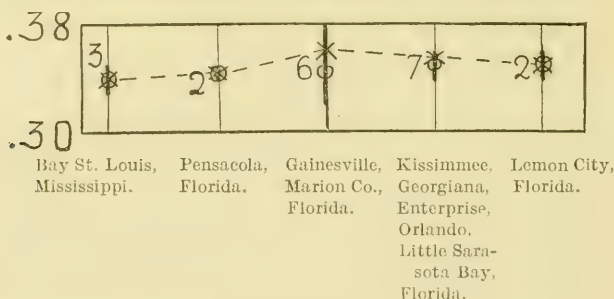 .38
3 2 6 7 2
.30
Bay St. Louis, Mississippi.
Pensacola, Florida.
Gainesville, Marion Co., Florida.
Kissimmee, Georgiana, Enterprise, Orlando, Little Sara-
sota Bay, Florida.
Lemon City, Florida.